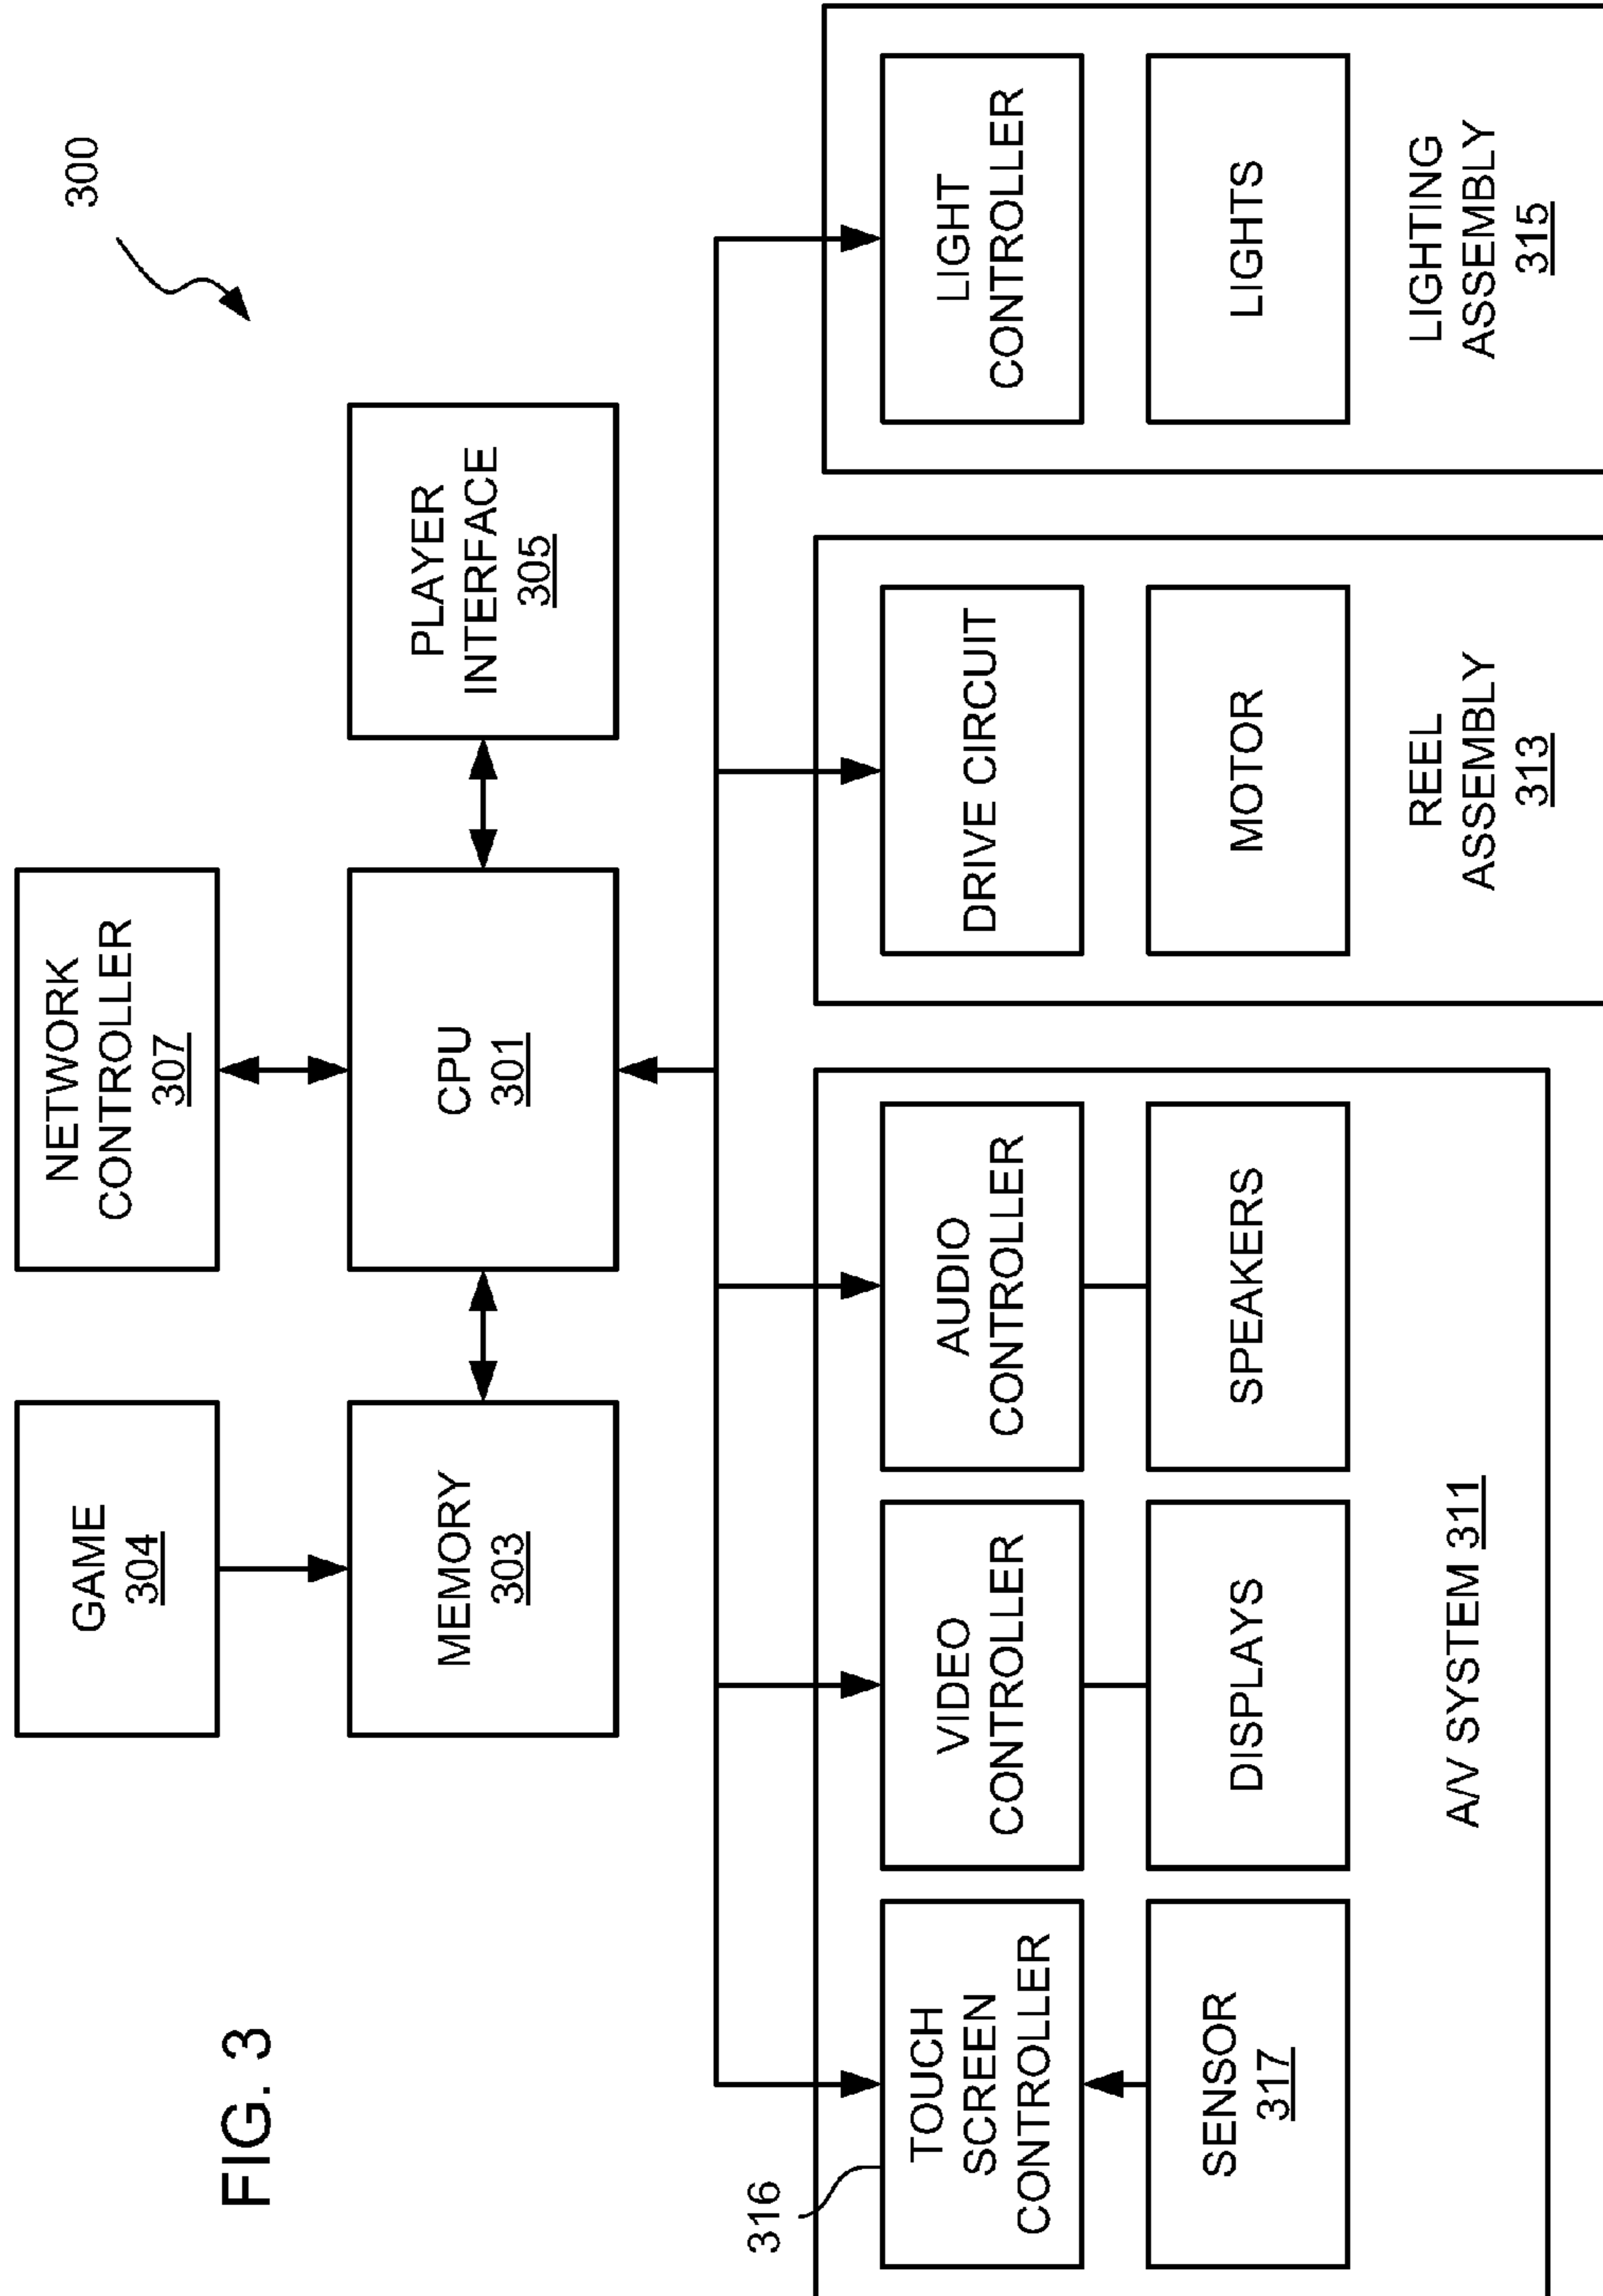 FIG. 3
300
GAME
304
NETWORK
CONTROLLER
307
MEMORY
303
CPU
301
PLAYER
INTERFACE
305
316
TOUCH
SCREEN
CONTROLLER
VIDEO
CONTROLLER
AUDIO
CONTROLLER
DRIVE CIRCUIT
LIGHT
CONTROLLER
SENSOR
317
DISPLAYS
SPEAKERS
MOTOR
LIGHTS
A/V SYSTEM 311
REEL
ASSEMBLY
313
LIGHTING
ASSEMBLY
315